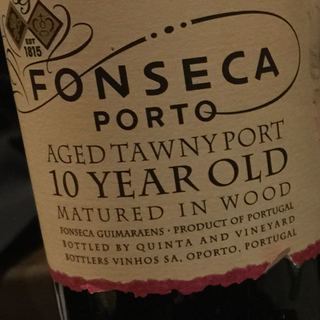 G
EST
1815
FONSECA
PORTO
AGED TAWNY PORT
10 YEAR OLD
MATURED IN WOOD
FONSECA GUIMARAENS · PRODUCT OF PORTUGAL
BOTTLED BY QUINTA AND VINEYARD
BOTTLERS VINHOS SA, OPORTO, PORTUGAL